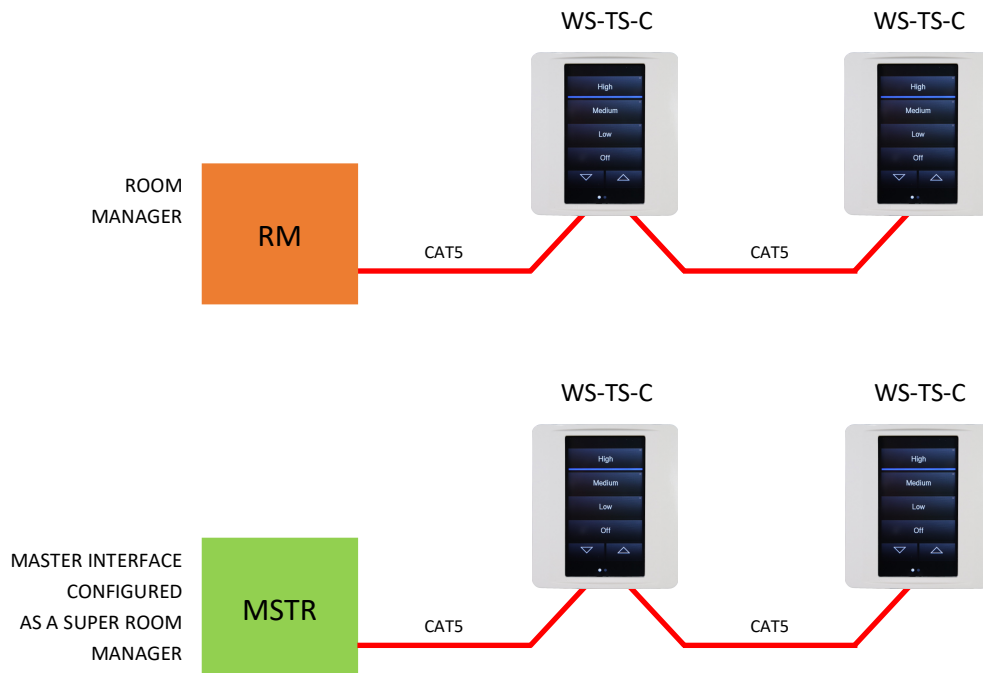 WS-TS-C
WS-TS-C
High
Medium
Low
Off
High
Medium
Low
Off
ROOM
MANAGER
RM
CAT5
CAT5
WS-TS-C
WS-TS-C
High
Medium
Low
Off
High
Medium
Low
Off
MASTER INTERFACE
CONFIGURED
AS A SUPER ROOM
MANAGER
MSTR
CAT5
CAT5